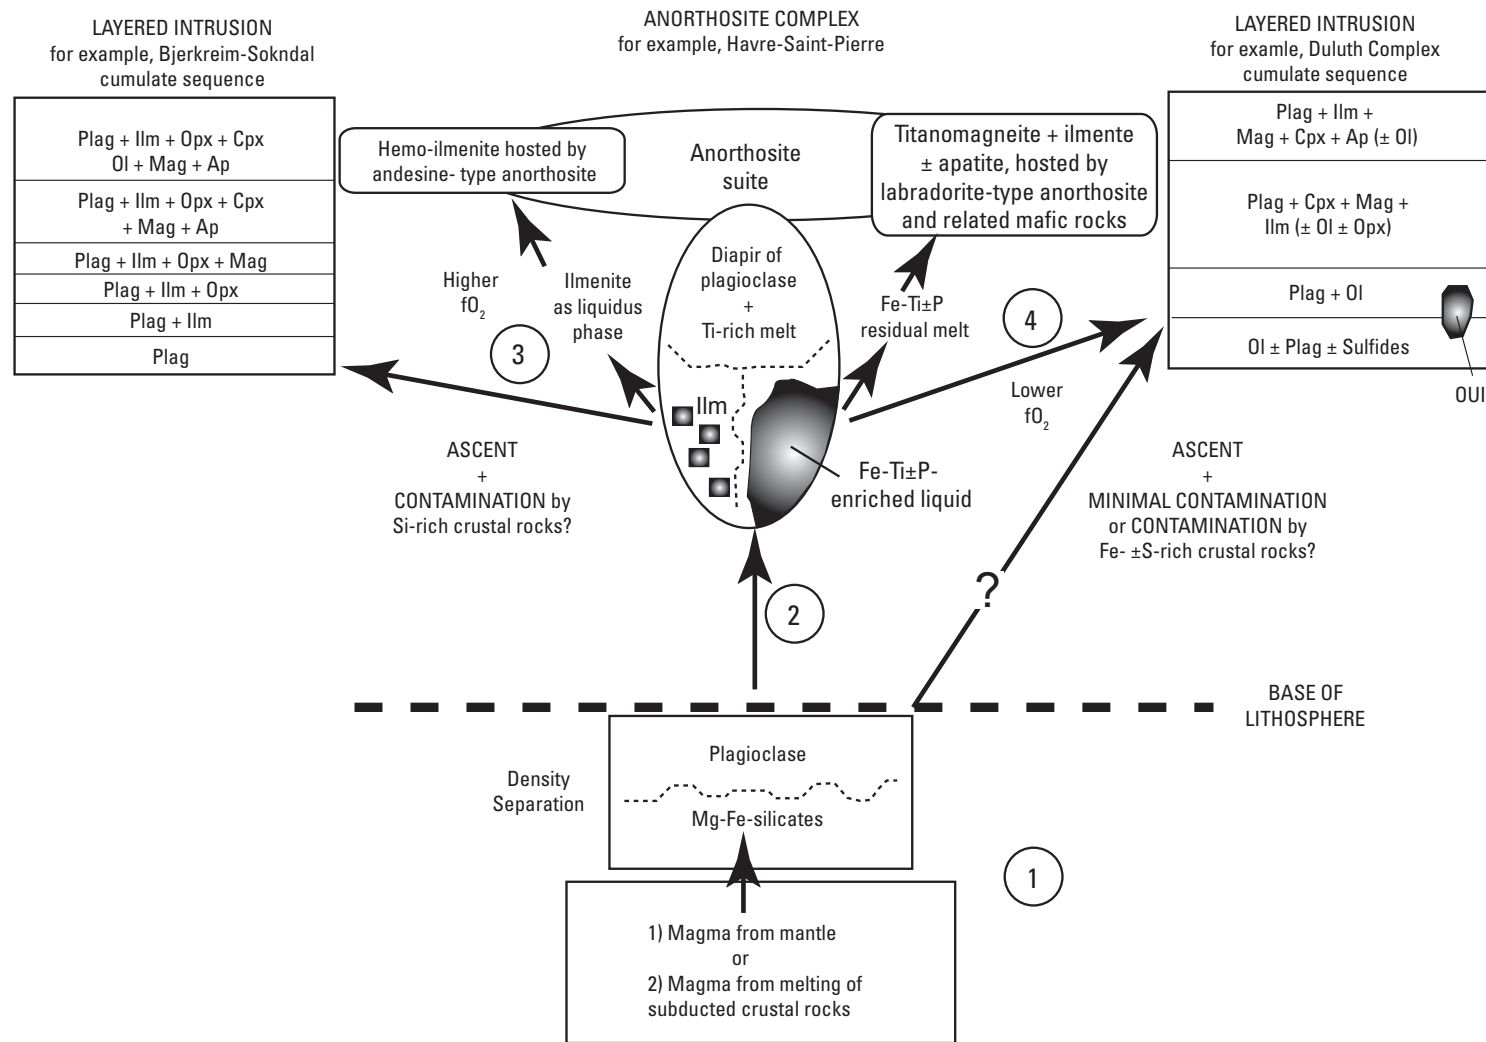 LAYERED INTRUSION
for example, Bjerkreim-Sokndal
cumulate sequence
Plag + Ilm + Opx + Cpx
Ol + Mag + Ap
Plag + Ilm + Opx + Cpx
+ Mag + Ap
Plag + Ilm + Opx + Mag
Plag + Ilm + Opx
Plag + Ilm
Plag
ANORTHOSITE COMPLEX
for example, Havre-Saint-Pierre
Hemo-ilmenite hosted by
andesine- type anorthosite
Anorthosite
suite
Titanomagneite + ilmente
± apatite, hosted by
labradorite-type anorthosite
and related mafic rocks
LAYERED INTRUSION
for examle, Duluth Complex
cumulate sequence
Plag + Ilm +
Mag + Cpx + Ap (± Ol)
Plag + Cpx + Mag +
Ilm (± Ol ± Opx)
Plag + Ol
Ol ± Plag ± Sulfides
OUI
Higher
fO2
Ilmenite
as liquidus
phase
3
Diapir of
plagioclase
+
Ti-rich melt
Ilm
Fe-Ti±P
residual melt
4
Lower
fO2
Fe-Ti±P-
enriched liquid
ASCENT
+
CONTAMINATION by
Si-rich crustal rocks?
ASCENT
+
MINIMAL CONTAMINATION
or CONTAMINATION by
Fe- ±S-rich crustal rocks?
?
2
BASE OF
LITHOSPHERE
Density
Separation
Plagioclase
Mg-Fe-silicates
1
1) Magma from mantle
or
2) Magma from melting of
subducted crustal rocks